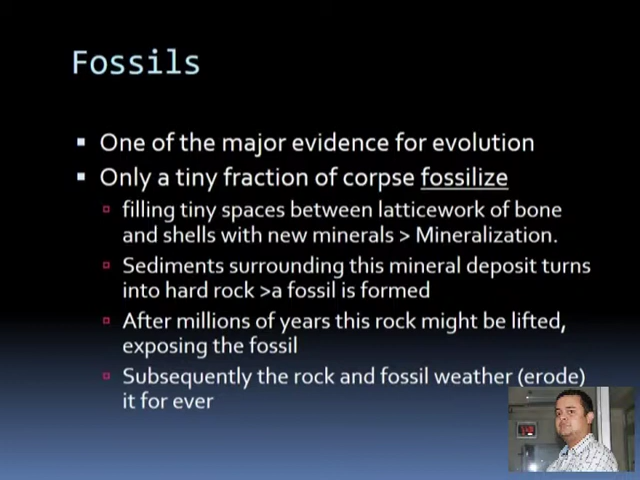 Fossils
One of the major evidence for evolution
Only a tiny fraction of corpse fossilize
filling tiny spaces between latticework of bone
and shells with new minerals > Mineralization.
Sediments surrounding this mineral deposit turns
into hard rock >a fossil is formed
After millions of years this rock might be lifted,
exposing the fossil
Subsequently the rock and fossil weather (erode)
it for ever